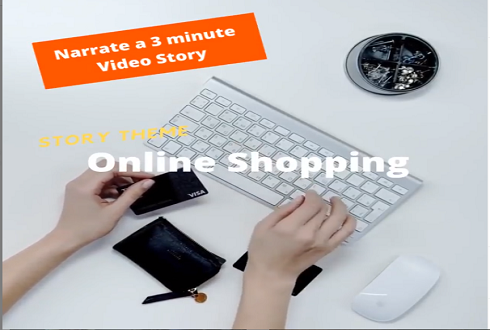 Narrate a 3 minute
Video Story
STORY THEME
Online Shopping
VISA